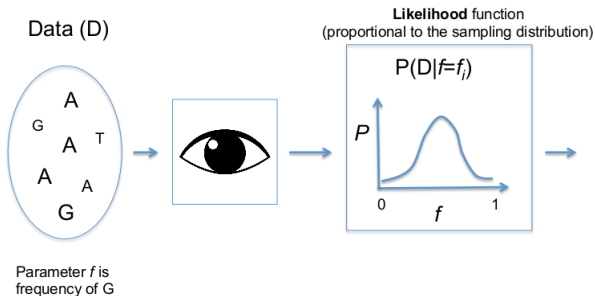 Data (D)
A
G
T
A
A
A
G
Parameter f is
frequency of G
Likelihood function
(proportional to the sampling distribution)
P(D|f=fi)
P
0
1
f